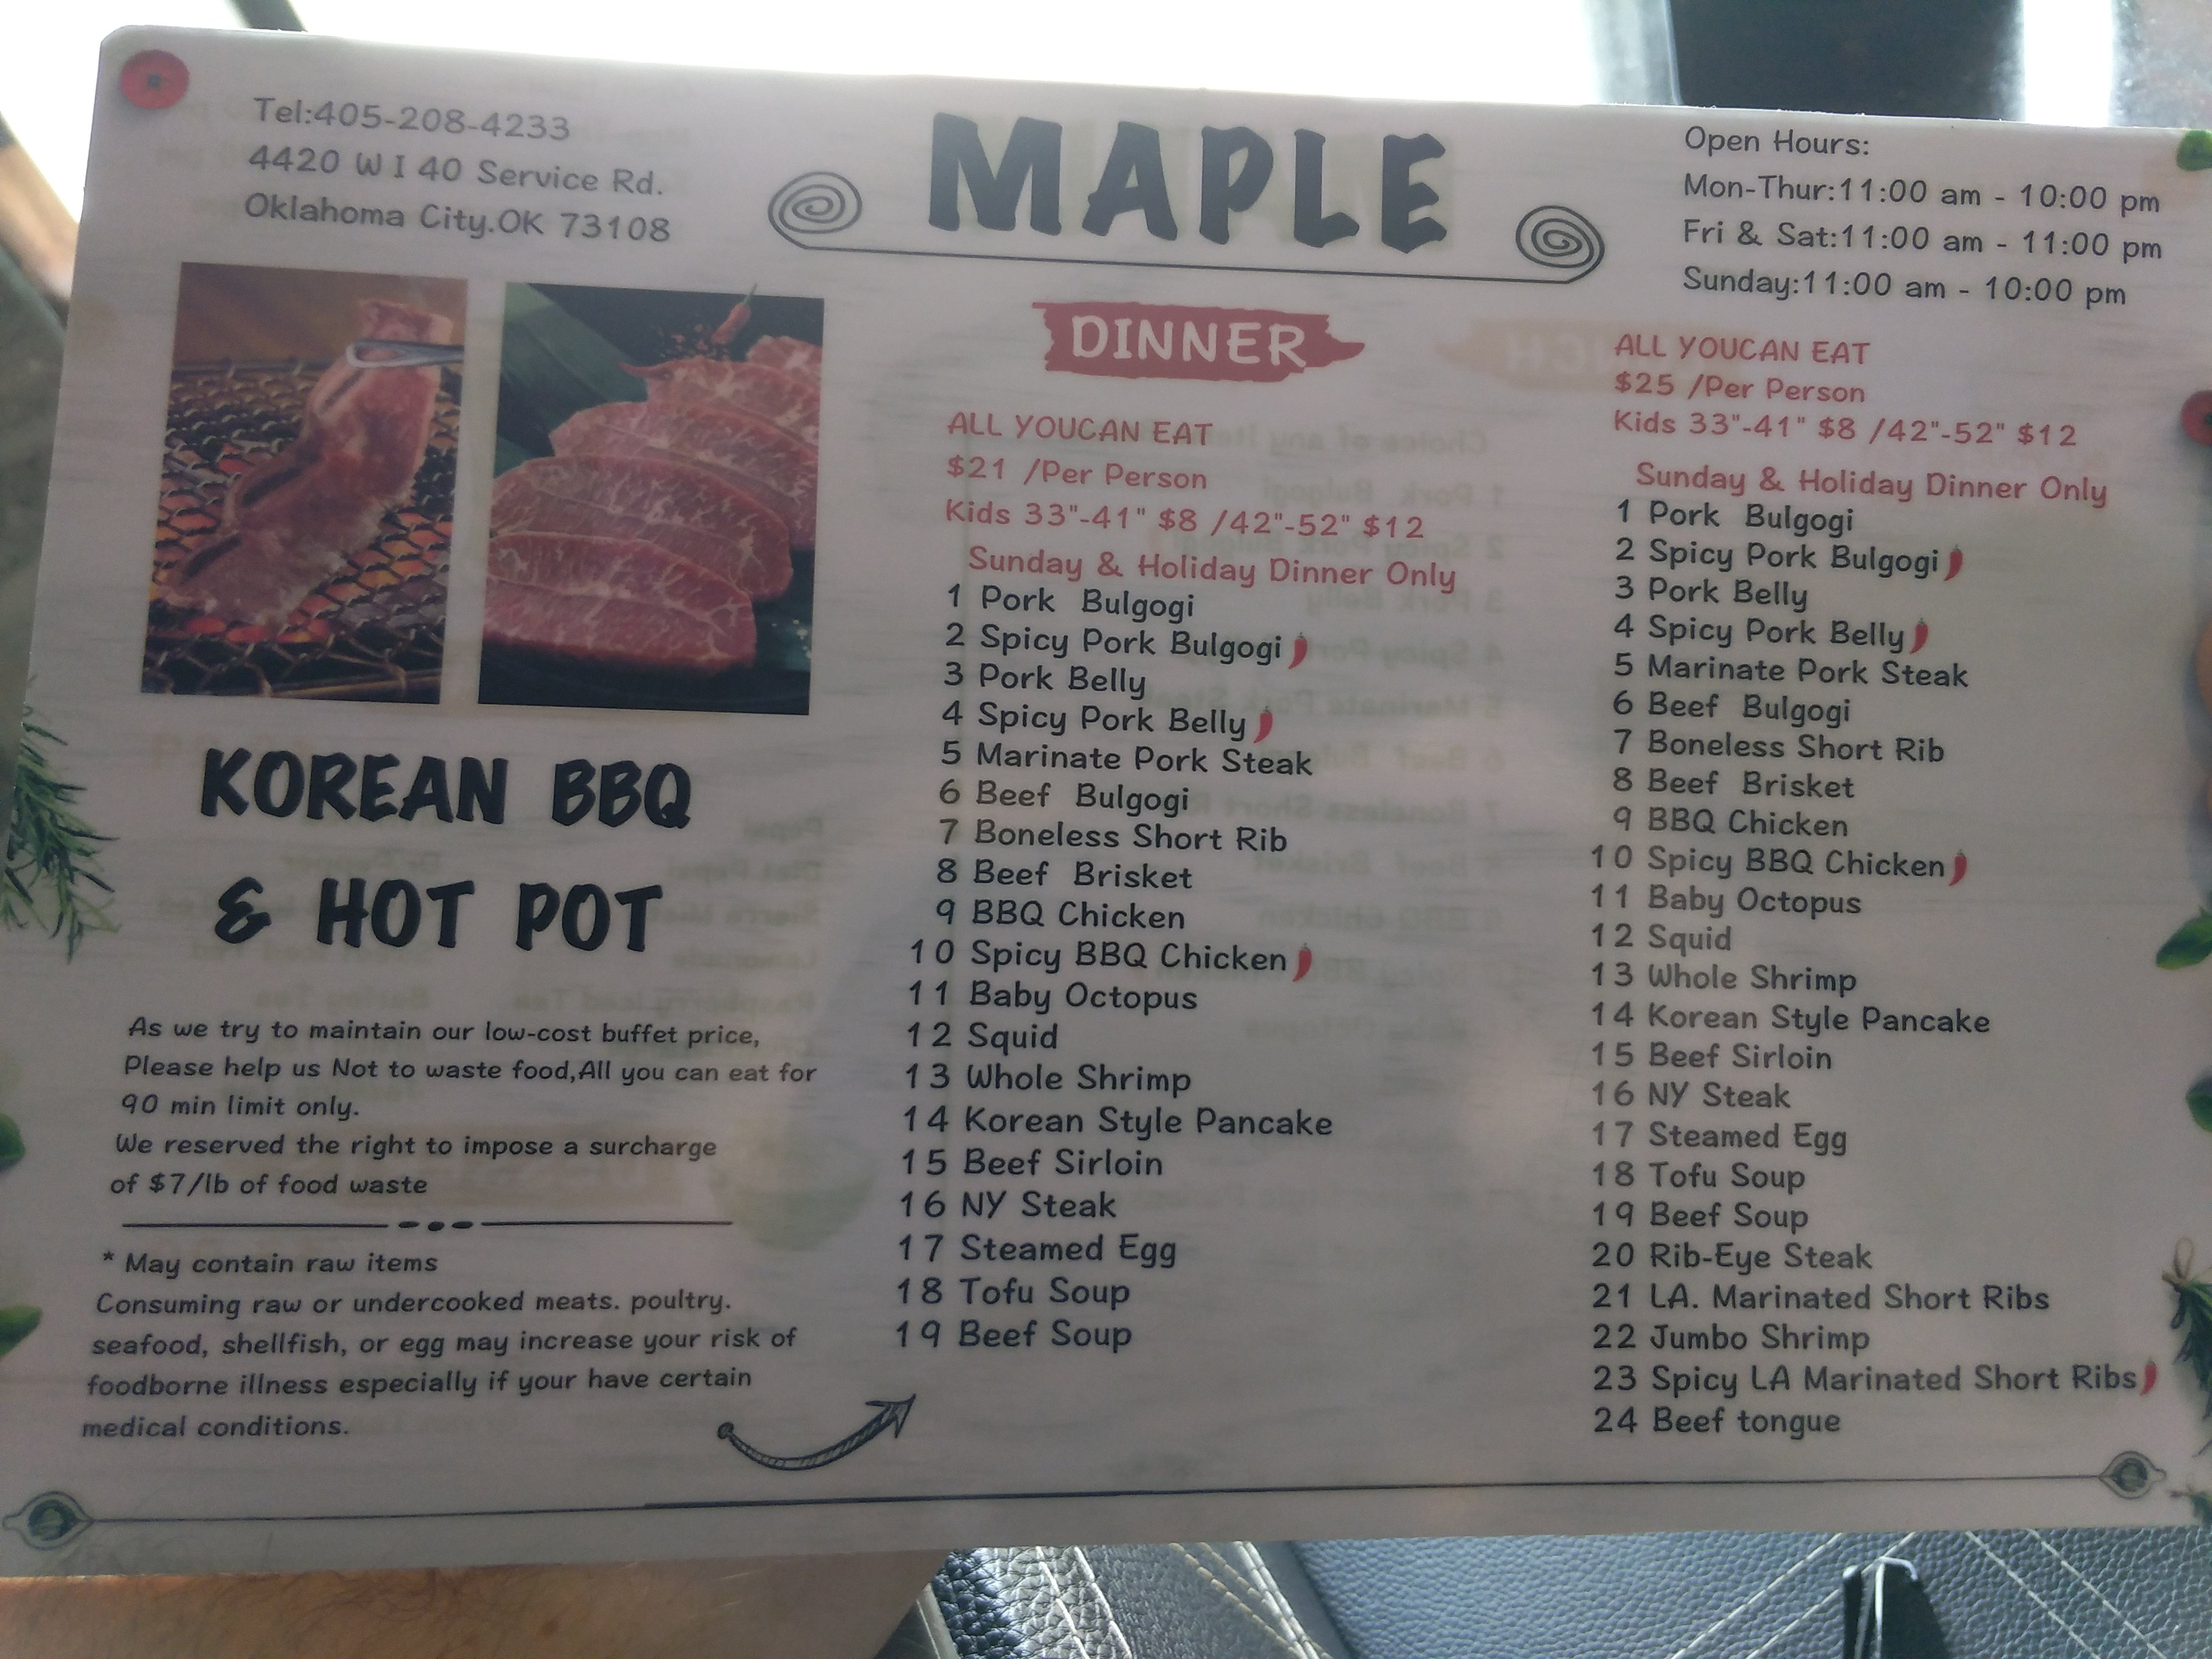 Tel:405-208-4233
4420 W I 40 Service Rd.
Oklahoma City.OK 73108
MAPLE
Open Hours:
Mon-Thur:11:00 am - 10:00 pm
Fri & Sat:11:00 am - 11:00 pm
Sunday:11:00 am - 10:00 pm
KOREAN BBQ
& HOT POT
As we try to maintain our low-cost buffet price,
Please help us Not to waste food,All you can eat for
90 min limit only.
We reserved the right to impose a surcharge
of $7/lb of food waste
* May contain raw items
Consuming raw or undercooked meats. poultry.
seafood, shellfish, or egg may increase your risk of
foodborne illness especially if your have certain
medical conditions.
DINNER
ALL YOUCAN EAT
$21 /Per Person
Kids 33"-41" $8 /42"-52" $12
Sunday & Holiday Dinner Only
1 Pork Bulgogi
2 Spicy Pork Bulgogi
3 Pork Belly
4 Spicy Pork Belly
5 Marinate Pork Steak
6 Beef Bulgogi
7 Boneless Short Rib
8 Beef Brisket
9 BBQ Chicken
10 Spicy BBQ Chicken
11 Baby Octopus
12 Squid
13 Whole Shrimp
14 Korean Style Pancake
15 Beef Sirloin
16 NY Steak
17 Steamed Egg
18 Tofu Soup
19 Beef Soup
ALL YOUCAN EAT
$25 /Per Person
Kids 33"-41" $8 /42"-52" $12
Sunday & Holiday Dinner Only
1 Pork Bulgogi
2 Spicy Pork Bulgogi
3 Pork Belly
4 Spicy Pork Belly
5 Marinate Pork Steak
6 Beef Bulgogi
7 Boneless Short Rib
8 Beef Brisket
9 BBQ Chicken
10 Spicy BBQ Chicken
11 Baby Octopus
12 Squid
13 Whole Shrimp
14 Korean Style Pancake
15 Beef Sirloin
16 NY Steak
17 Steamed Egg
18 Tofu Soup
19 Beef Soup
20 Rib-Eye Steak
21 LA. Marinated Short Ribs
22 Jumbo Shrimp
23 Spicy LA Marinated Short Ribs
24 Beef tongue